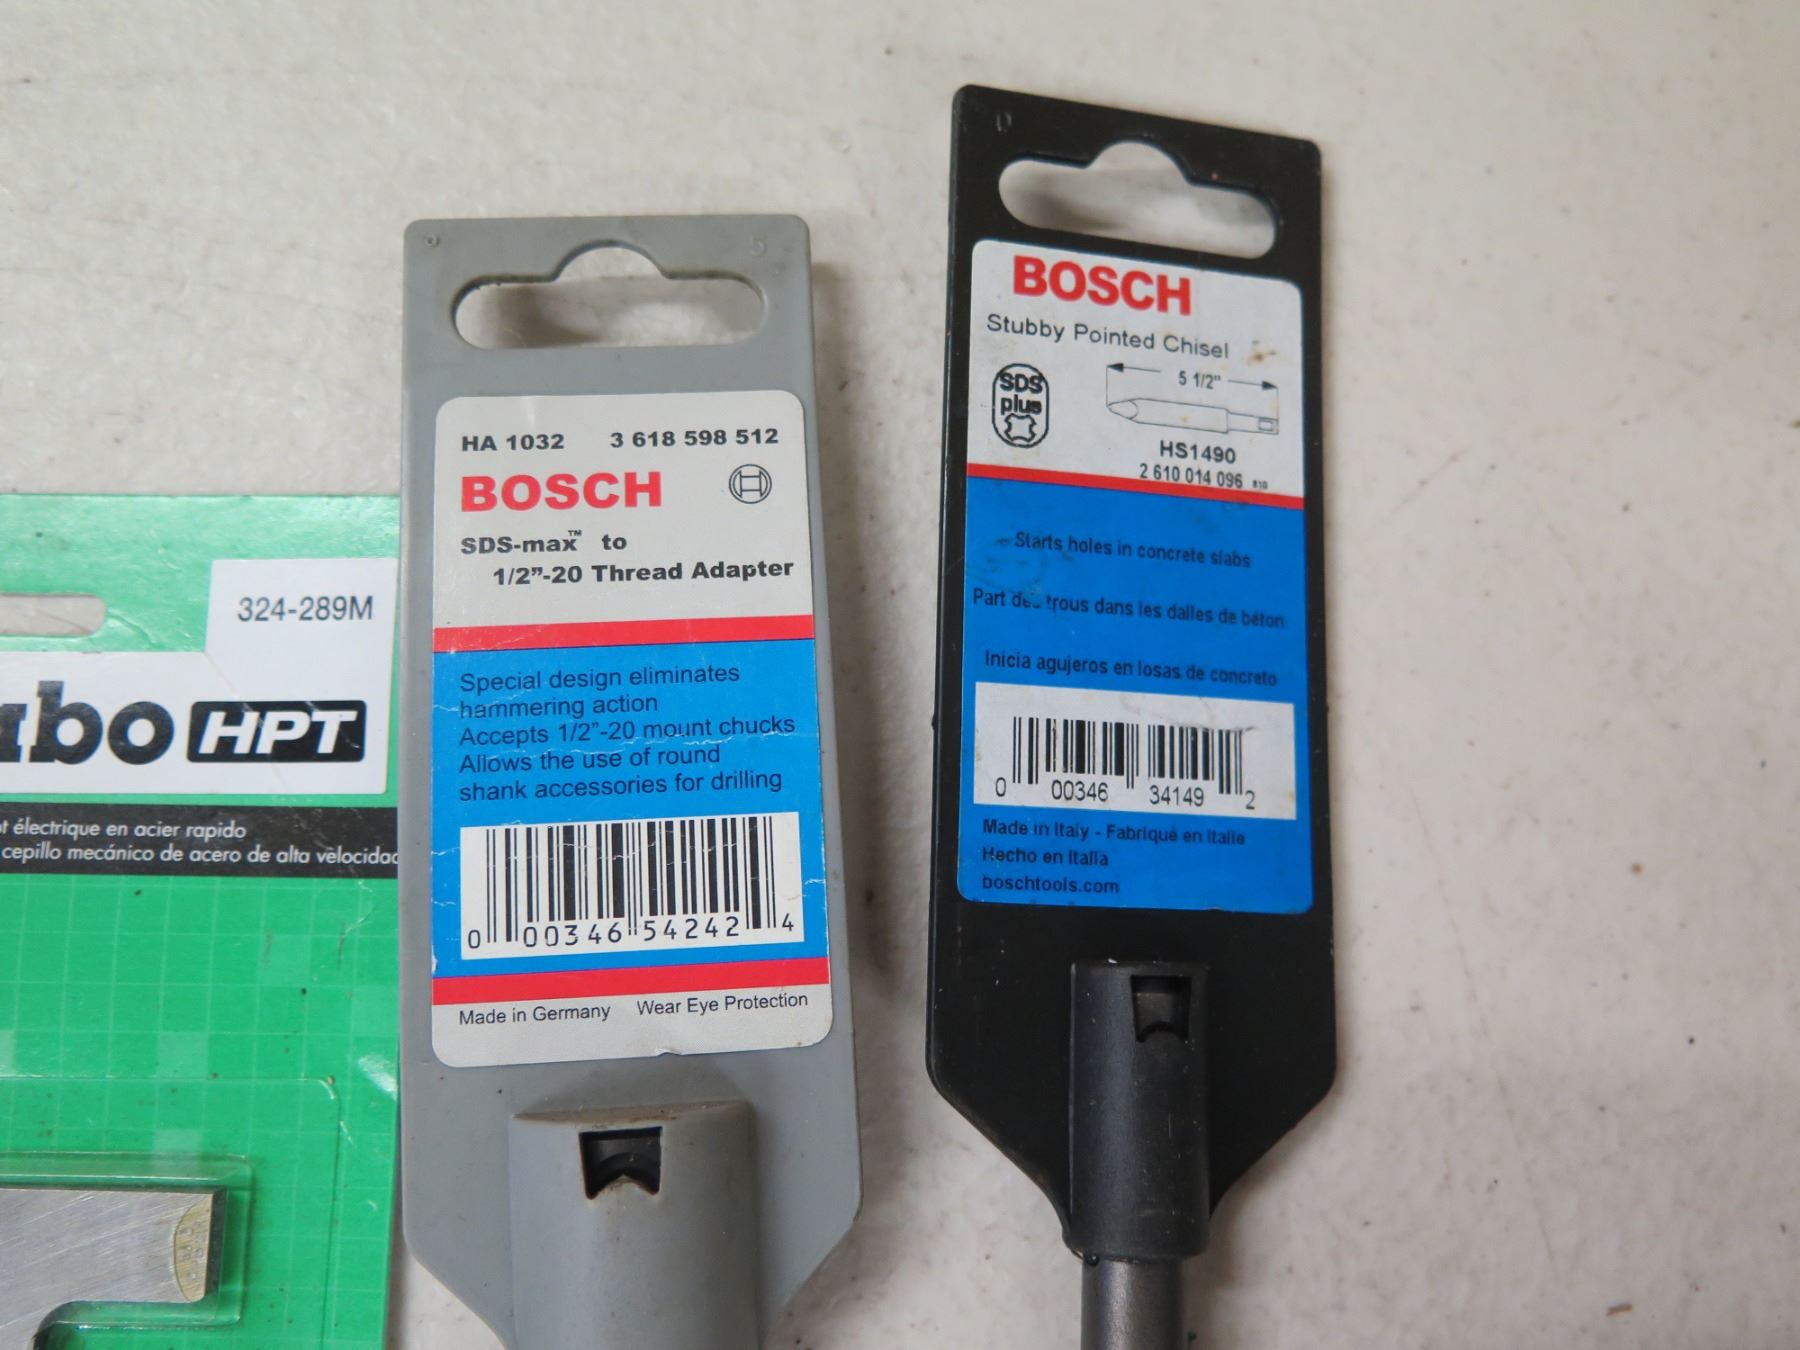 324-289M
abo HPT
t électrique en acier rapido
cepillo mecánico de acero de alta velocidad
HA 1032 3 618 598 512
BOSCH
SDS-max™ to
1/2"-20 Thread Adapter
Special design eliminates
hammering action
Accepts 1/2"-20 mount chucks
Allows the use of round
shank accessories for drilling
0 00346 54242 4
Made in Germany Wear Eye Protection
BOSCH
Stubby Pointed Chisel
5 1/2"
SDS
plus
HS1490
2 610 014 096 810
Starts holes in concrete slabs
Part des trous dans les dalles de béton
Inicia agujeros en losas de concreto
0 00346 34149 2
Made in Italy - Fabriqué en Italie
Hecho en Italia
boschtools.com